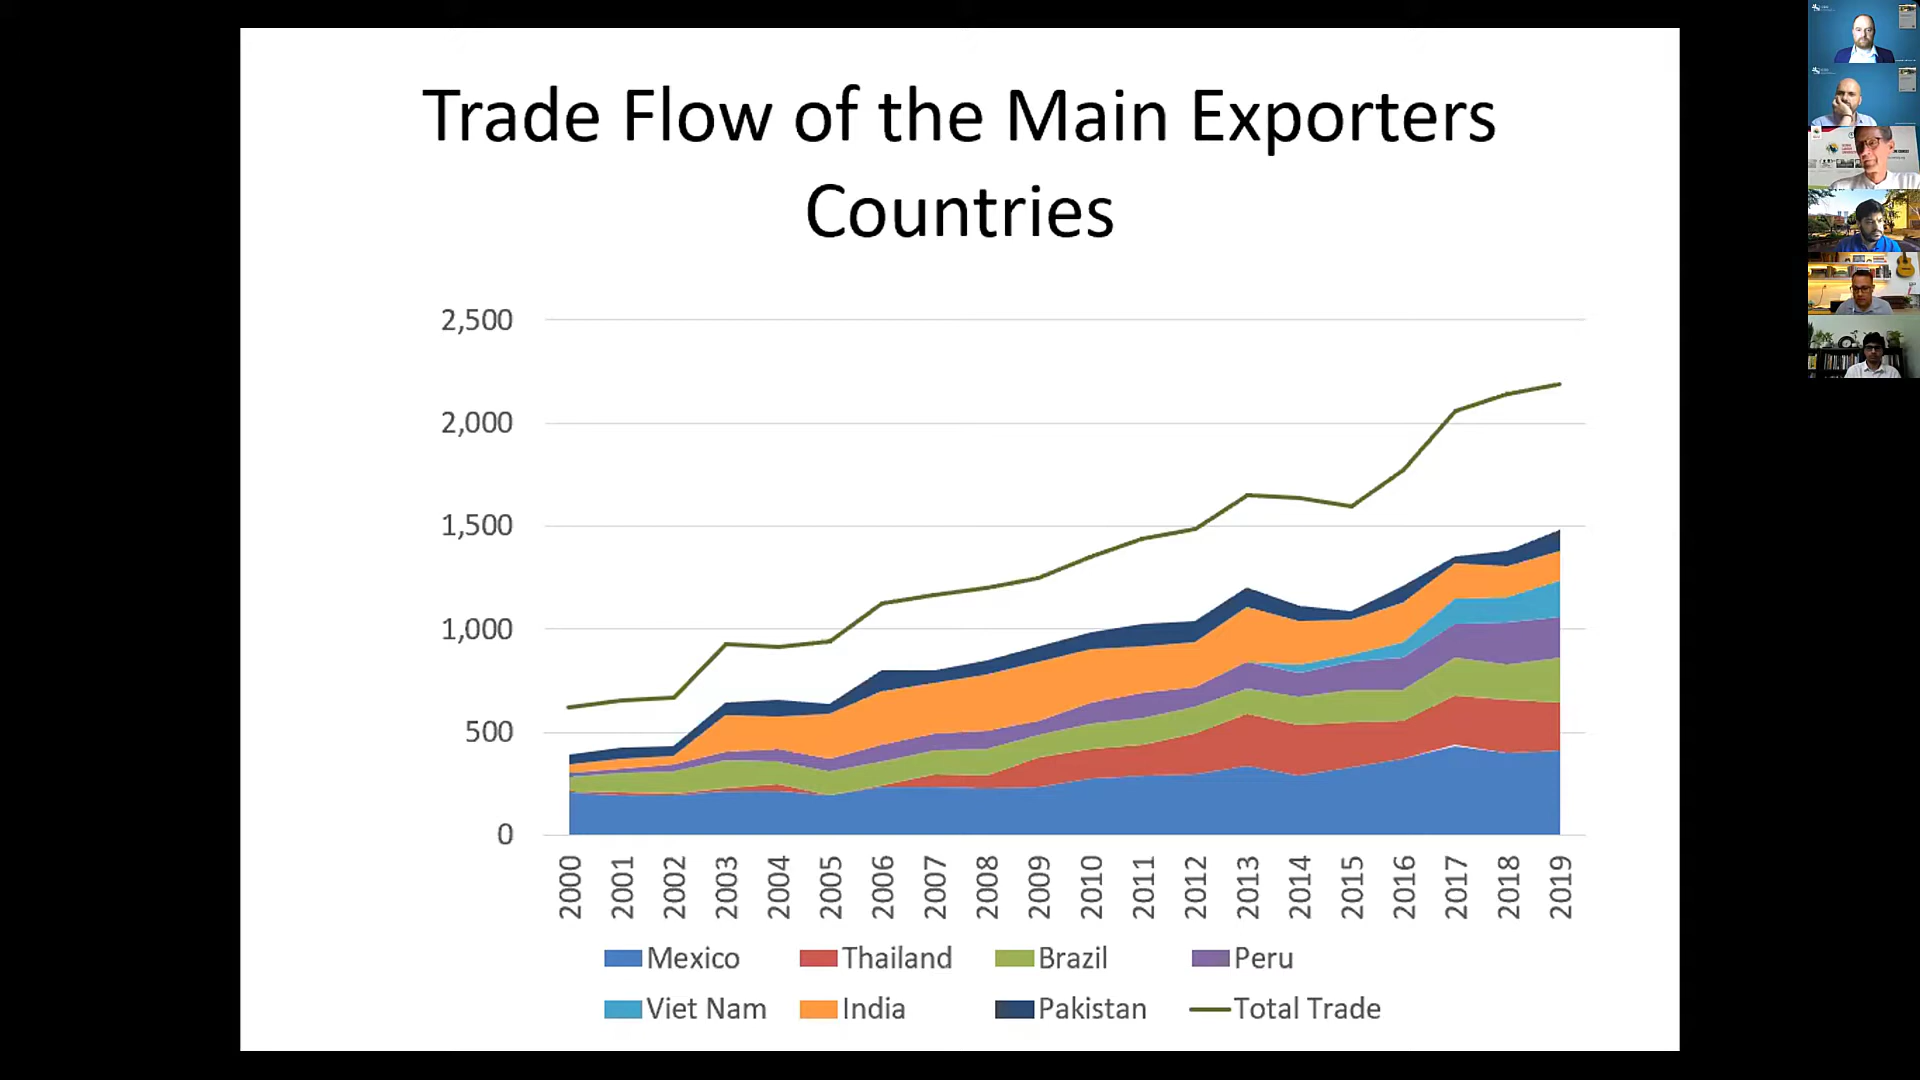 Trade Flow of the Main Exporters
Countries
2,500
2,000
1,500
1,000
500
0
2000 2001 2002 2003 2004 2005 2006 2007 2008 2009 2010 2011 2012 2013 2014 2015 2016 2017 2018 2019
Mexico Thailand Brazil Peru
Viet Nam India Pakistan Total Trade